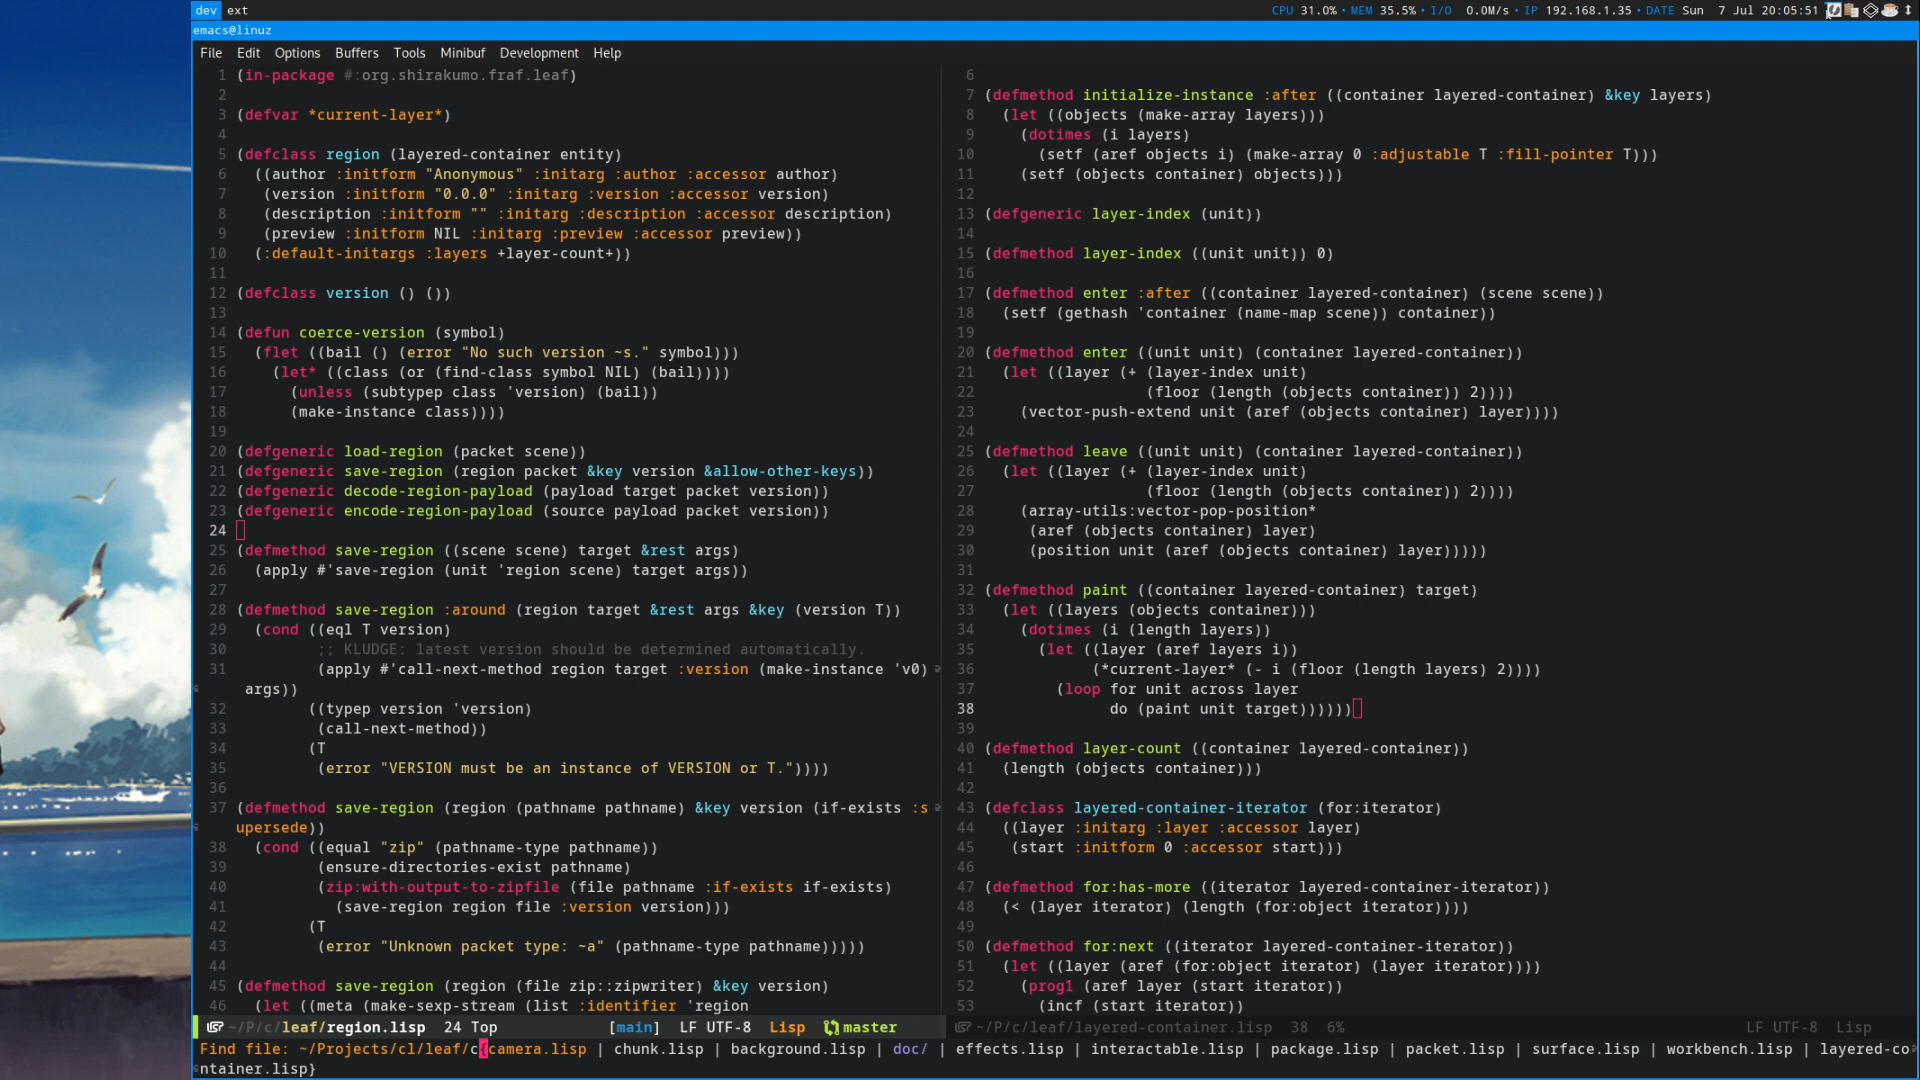 dev ext CPU 31.0% • MEM 35.5% • I/O 0.0M/s • IP 192.168.1.35 • DATE Sun 7 Jul 20:05:51
emacs@linuz
File Edit Options Buffers Tools Minibuf Development Help
1 (in-package #:org.shirakumo.fraf.leaf)
2
3 (defvar *current-layer*)
4
5 (defclass region (layered-container entity)
6   ((author :initform "Anonymous" :initarg :author :accessor author)
7    (version :initform "0.0.0" :initarg :version :accessor version)
8    (description :initform "" :initarg :description :accessor description)
9    (preview :initform NIL :initarg :preview :accessor preview))
10   (:default-initargs :layers +layer-count+))
11
12 (defclass version () ())
13
14 (defun coerce-version (symbol)
15   (flet ((bail () (error "No such version ~s." symbol)))
16     (let* ((class (or (find-class symbol NIL) (bail))))
17       (unless (subtypep class 'version) (bail))
18       (make-instance class))))
19
20 (defgeneric load-region (packet scene))
21 (defgeneric save-region (region packet &key version &allow-other-keys))
22 (defgeneric decode-region-payload (payload target packet version))
23 (defgeneric encode-region-payload (source payload packet version))
24
25 (defmethod save-region ((scene scene) target &rest args)
26   (apply #'save-region (unit 'region scene) target args))
27
28 (defmethod save-region :around (region target &rest args &key (version T))
29   (cond ((eql T version)
30          ;; KLUDGE: latest version should be determined automatically.
31          (apply #'call-next-method region target :version (make-instance 'v0)
 args))
32         ((typep version 'version)
33          (call-next-method))
34         (T
35          (error "VERSION must be an instance of VERSION or T."))))
36
37 (defmethod save-region (region (pathname pathname) &key version (if-exists :s
upersede))
38   (cond ((equal "zip" (pathname-type pathname))
39          (ensure-directories-exist pathname)
40          (zip:with-output-to-zipfile (file pathname :if-exists if-exists)
41            (save-region region file :version version)))
42         (T
43          (error "Unknown packet type: ~a" (pathname-type pathname)))))
44
45 (defmethod save-region (region (file zip::zipwriter) &key version)
46   (let ((meta (make-sexp-stream (list :identifier 'region
~/P/c/leaf/region.lisp 24 Top [main] LF UTF-8 Lisp master
6
7 (defmethod initialize-instance :after ((container layered-container) &key layers)
8   (let ((objects (make-array layers)))
9     (dotimes (i layers)
10       (setf (aref objects i) (make-array 0 :adjustable T :fill-pointer T)))
11     (setf (objects container) objects)))
12
13 (defgeneric layer-index (unit))
14
15 (defmethod layer-index ((unit unit)) 0)
16
17 (defmethod enter :after ((container layered-container) (scene scene))
18   (setf (gethash 'container (name-map scene)) container))
19
20 (defmethod enter ((unit unit) (container layered-container))
21   (let ((layer (+ (layer-index unit)
22                   (floor (length (objects container)) 2))))
23     (vector-push-extend unit (aref (objects container) layer))))
24
25 (defmethod leave ((unit unit) (container layered-container))
26   (let ((layer (+ (layer-index unit)
27                   (floor (length (objects container)) 2))))
28     (array-utils:vector-pop-position*
29      (aref (objects container) layer)
30      (position unit (aref (objects container) layer)))))
31
32 (defmethod paint ((container layered-container) target)
33   (let ((layers (objects container)))
34     (dotimes (i (length layers))
35       (let ((layer (aref layers i))
36             (*current-layer* (- i (floor (length layers) 2))))
37         (loop for unit across layer
38               do (paint unit target))))))
39
40 (defmethod layer-count ((container layered-container))
41   (length (objects container)))
42
43 (defclass layered-container-iterator (for:iterator)
44   ((layer :initarg :layer :accessor layer)
45    (start :initform 0 :accessor start)))
46
47 (defmethod for:has-more ((iterator layered-container-iterator))
48   (< (layer iterator) (length (for:object iterator))))
49
50 (defmethod for:next ((iterator layered-container-iterator))
51   (let ((layer (aref (for:object iterator) (layer iterator))))
52     (prog1 (aref layer (start iterator))
53       (incf (start iterator))
~/P/c/leaf/layered-container.lisp 38 6% LF UTF-8 Lisp
Find file: ~/Projects/cl/leaf/c{camera.lisp | chunk.lisp | background.lisp | doc/ | effects.lisp | interactable.lisp | package.lisp | packet.lisp | surface.lisp | workbench.lisp | layered-co
ntainer.lisp}